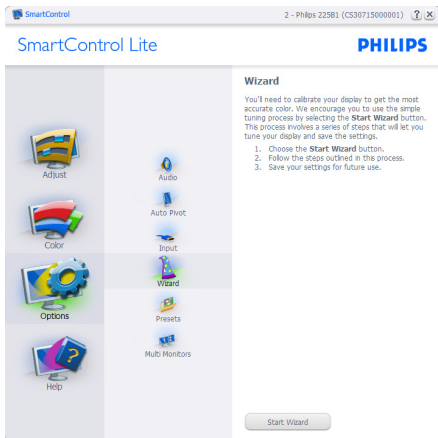 SmartControl
2 - Philips 225B1 (CS30715000001)
? X
SmartControl Lite
PHILIPS
Adjust
Color
Options
Help
Audio
Auto Pivot
Input
Wizard
Presets
Multi Monitors
Wizard
You'll need to calibrate your display to get the most
accurate color. We encourage you to use the simple
tuning process by selecting the Start Wizard button.
This process involves a series of steps that will let you
tune your display and save the settings.
1. Choose the Start Wizard button.
2. Follow the steps outlined in this process.
3. Save your settings for future use.
Start Wizard